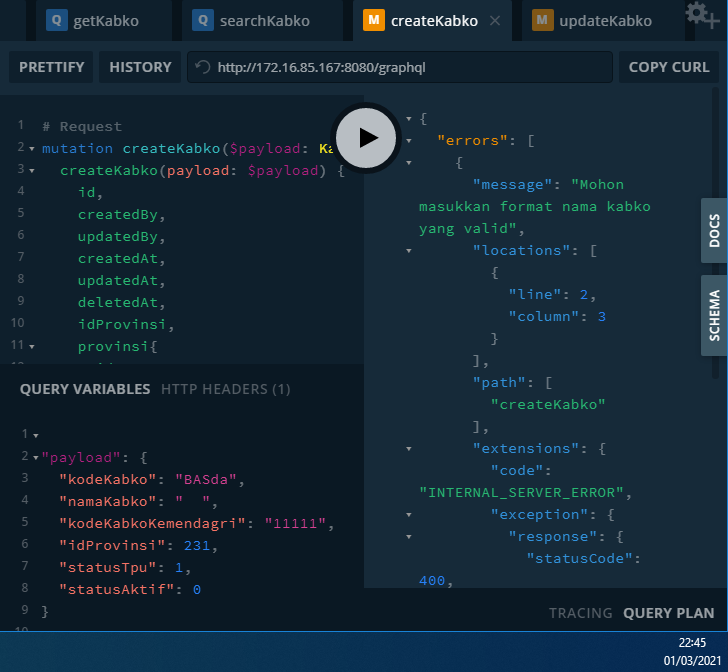 Q getKabko
Q searchKabko
M createKabko ×
M updateKabko
PRETTIFY
HISTORY
http://172.16.85.167:8080/graphql
COPY CURL
1 # Request
2 mutation createKabko($payload:
3 createKabko(payload: $payload) {
4 id,
5 createdBy,
6 updatedBy,
7 createdAt,
8 updatedAt,
9 deletedAt,
10 idProvinsi,
11 provinsi{
QUERY VARIABLES HTTP HEADERS (1)
1
2 "payload": {
3 "kodeKabko": "BASda",
4 "namaKabko": "  ",
5 "kodeKabkoKemendagri": "11111",
6 "idProvinsi": 231,
7 "statusTpu": 1,
8 "statusAktif": 0
9 }
10
{
"errors": [
{
"message": "Mohon
masukkan format nama kabko
yang valid",
"locations": [
{
"line": 2,
"column": 3
}
],
"path": [
"createKabko"
],
"extensions": {
"code":
"INTERNAL_SERVER_ERROR",
"exception": {
"response": {
"statusCode":
400,
DOCS
SCHEMA
TRACING QUERY PLAN
22:45
01/03/2021